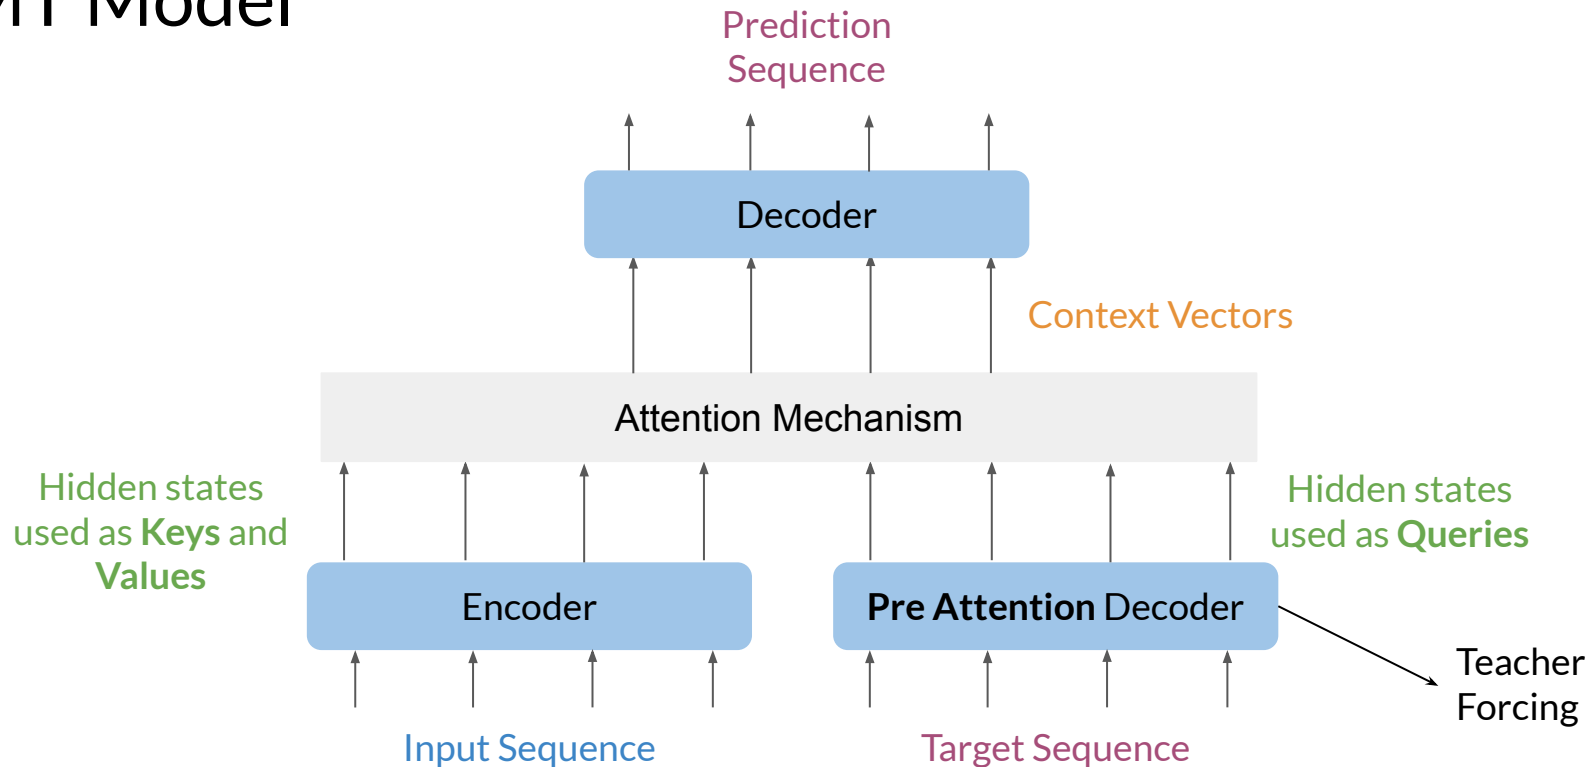 Model
Prediction
Sequence
Decoder
Context Vectors
Attention Mechanism
Hidden states
used as Keys and
Values
Hidden states
used as Queries
Encoder
Pre Attention Decoder
Teacher
Forcing
Input Sequence
Target Sequence